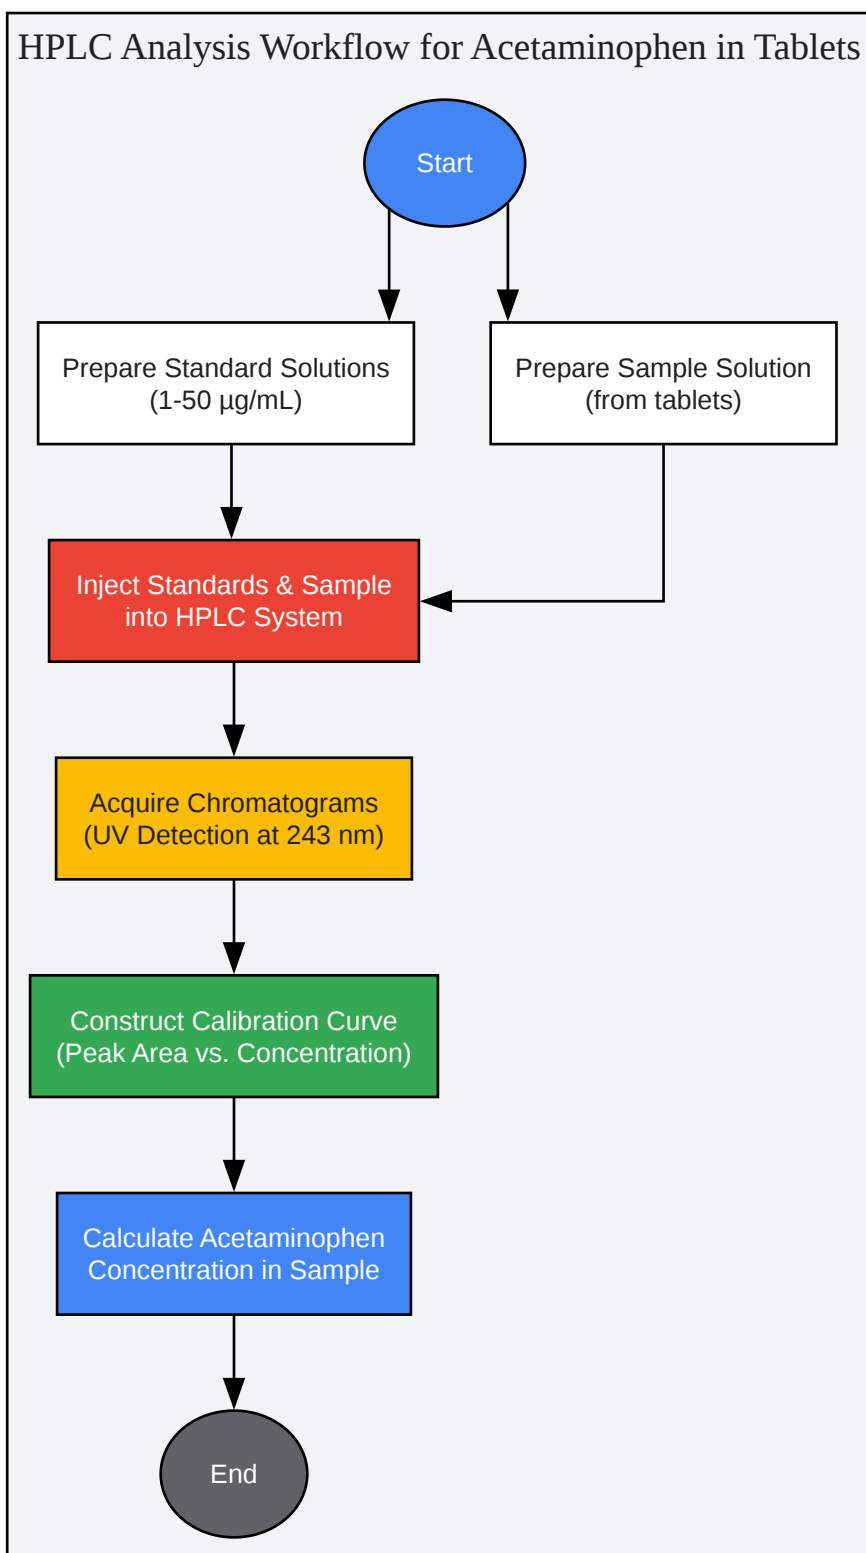 HPLC Analysis Workflow for Acetaminophen in Tablets
Start
Prepare Standard Solutions
(1-50 µg/mL)
Prepare Sample Solution
(from tablets)
Inject Standards & Sample
into HPLC System
Acquire Chromatograms
(UV Detection at 243 nm)
Construct Calibration Curve
(Peak Area vs. Concentration)
Calculate Acetaminophen
Concentration in Sample
End